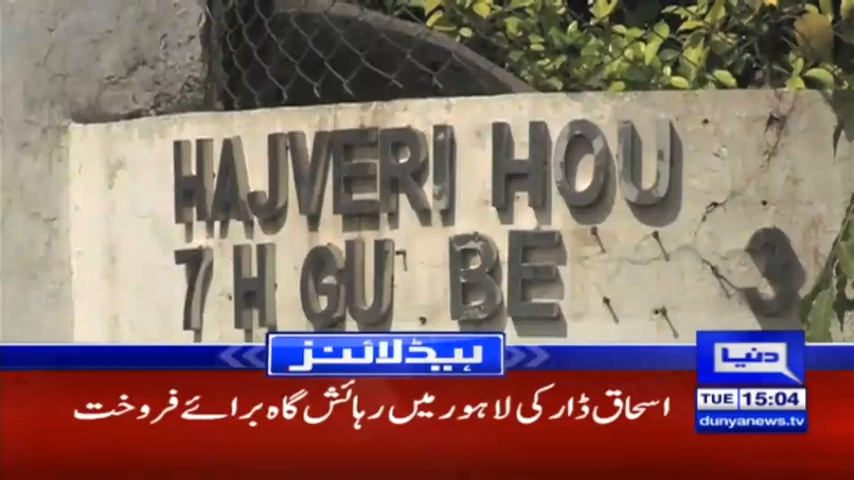 HAJVERI HOU
7 H GU BE 3
ہیڈلائنز
دنیا
اسحاق ڈار کی لاہور میں رہائش گاہ برائے فروخت
TUE 15:04
dunyanews.tv